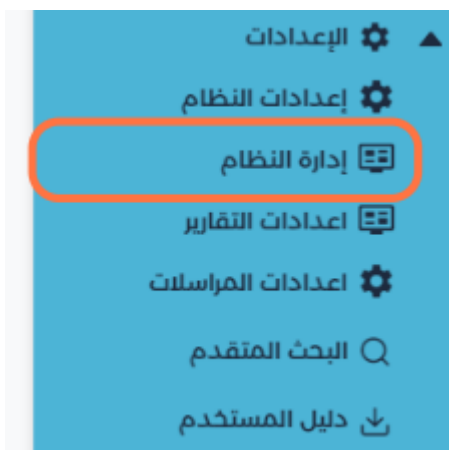 الإعدادات
إعدادات النظام
إدارة النظام
اعدادات التقارير
اعدادات المراسلات
البحث المتقدم
دليل المستخدم